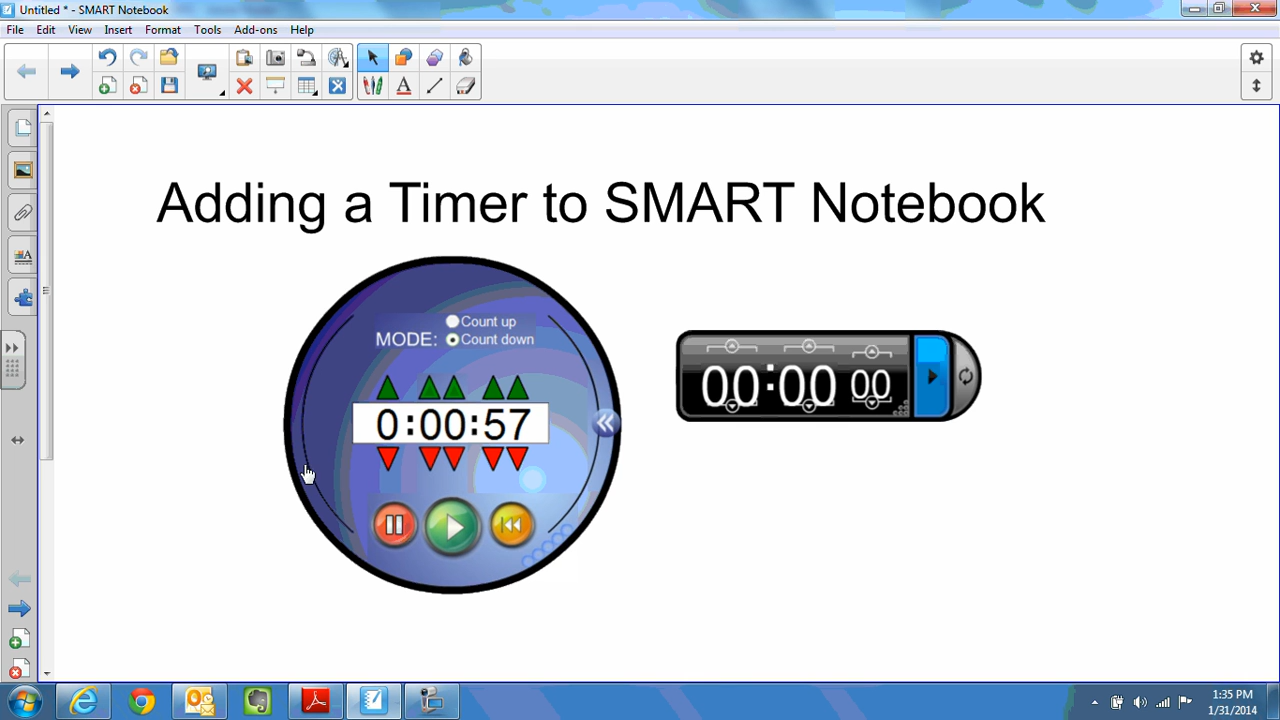 Untitled * - SMART Notebook
File Edit View Insert Format Tools Add-ons Help
Adding a Timer to SMART Notebook
Count up
MODE: Count down
0:00:57
00:00 00
1:35 PM
1/31/2014